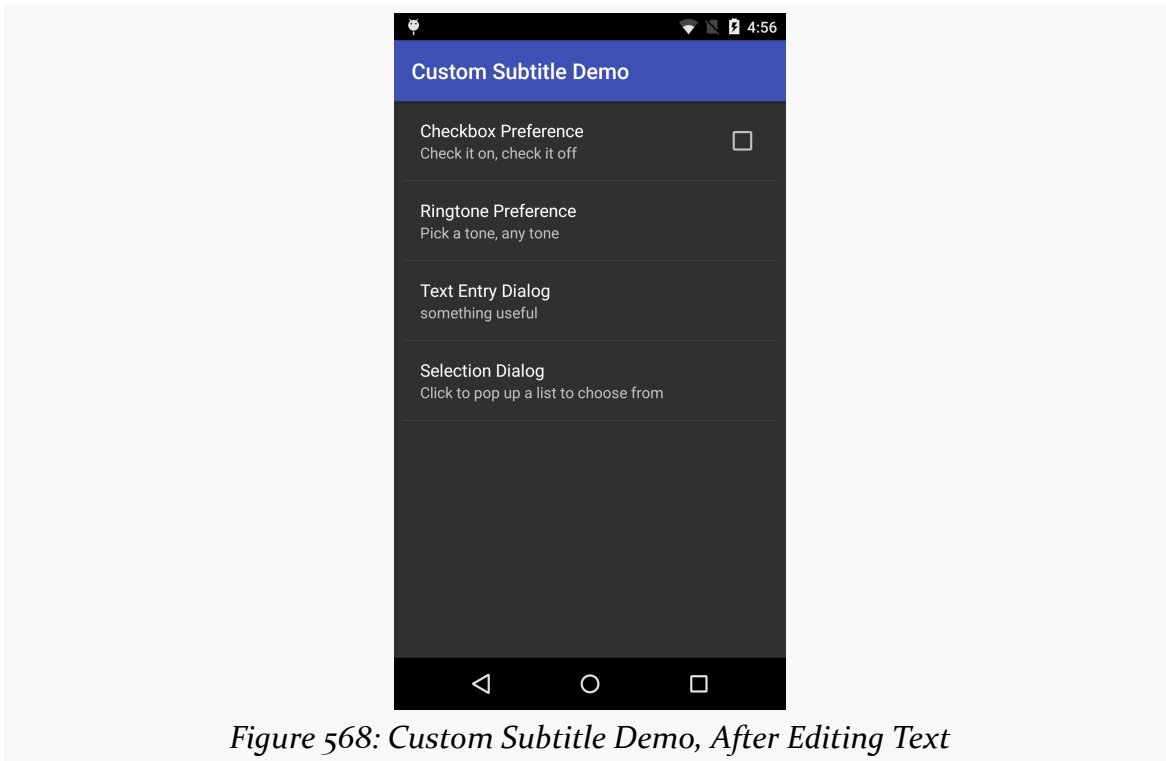 4:56
Custom Subtitle Demo
Checkbox Preference
Check it on, check it off
Ringtone Preference
Pick a tone, any tone
Text Entry Dialog
something useful
Selection Dialog
Click to pop up a list to choose from
Figure 568: Custom Subtitle Demo, After Editing Text